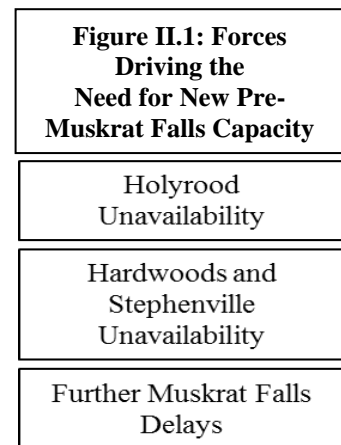 Figure II.1: Forces
Driving the
Need for New Pre-
Muskrat Falls Capacity
Holyrood
Unavailability
Hardwoods and
Stephenville
Unavailability
Further Muskrat Falls
Delays